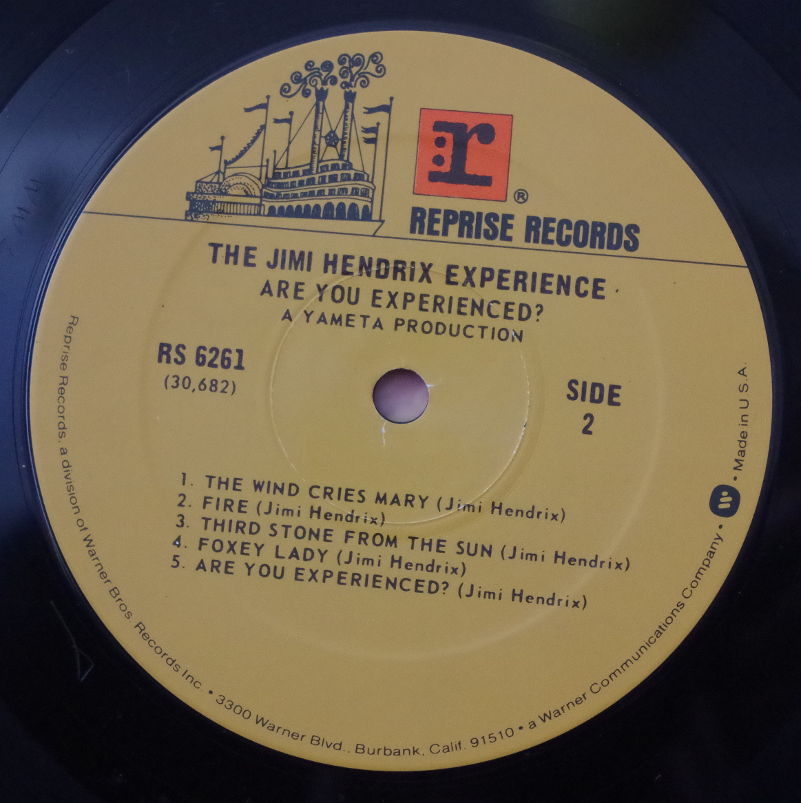 r
®
REPRISE RECORDS
THE JIMI HENDRIX EXPERIENCE
ARE YOU EXPERIENCED?
A YAMETA PRODUCTION
RS 6261
(30,682)
SIDE
2
1. THE WIND CRIES MARY (Jimi Hendrix)
2. FIRE (Jimi Hendrix)
3. THIRD STONE FROM THE SUN (Jimi Hendrix)
4. FOXEY LADY (Jimi Hendrix)
5. ARE YOU EXPERIENCED? (Jimi Hendrix)
Reprise Records, a division of Warner Bros. Records Inc. • 3300 Warner Blvd., Burbank, Calif. 91510 • a Warner Communications Company • W • Made in U.S.A.